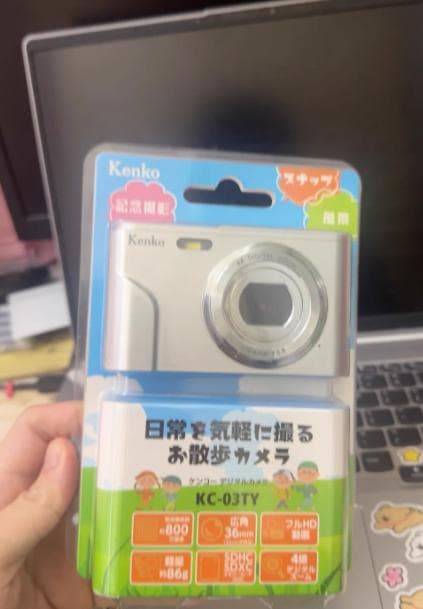 Kenko
スナップ
記念撮影
撮影
Kenko
日常を気軽に撮る
お散歩カメラ
ケンコー デジタルカメラ
KC-03TY
約800
広角
36mm
フルHD
動画
軽量
約86g
SDHC
SDXC
4倍
デジタル
ズーム